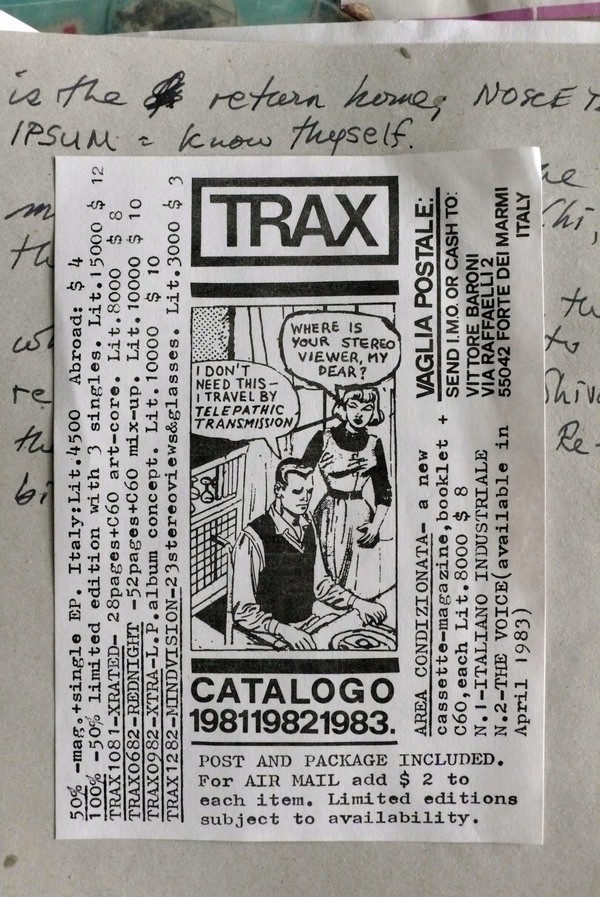 is the return home; NOSCE
IPSUM = know thyself.
50% -mag.+single EP. Italy:Lit.4500 Abroad: $ 4
100% -50% limited edition with 3 singles. Lit.15000 $ 12
TRAX1081-XRATED- 28pages+C60 art-core. Lit.8000 $ 8
TRAX0682-REDNIGHT -52pages+C60 mix-up. Lit.10000 $ 10
TRAX0982-XTRA-L.P.album concept. Lit.10000 $ 10
TRAX1282-MINDVISION-23stereoviews&glasses. Lit.3000 $ 3
TRAX
WHERE IS
YOUR STEREO
VIEWER, MY
DEAR?
I DON'T
NEED THIS—
I TRAVEL BY
TELEPATHIC
TRANSMISSION
CATALOGO
198119821983.
POST AND PACKAGE INCLUDED.
For AIR MAIL add $ 2 to
each item. Limited editions
subject to availability.
VAGLIA POSTALE:
SEND I.M.O. OR CASH TO:
VITTORE BARONI
VIA RAFFAELLI 2
55042 FORTE DEI MARMI
ITALY
AREA CONDIZIONATA- a new
cassette-magazine,booklet +
C60,each Lit.8000 $ 8
N.1-ITALIANO INDUSTRIALE
N.2-THE VOICE(available in
April 1983)
to
Re-